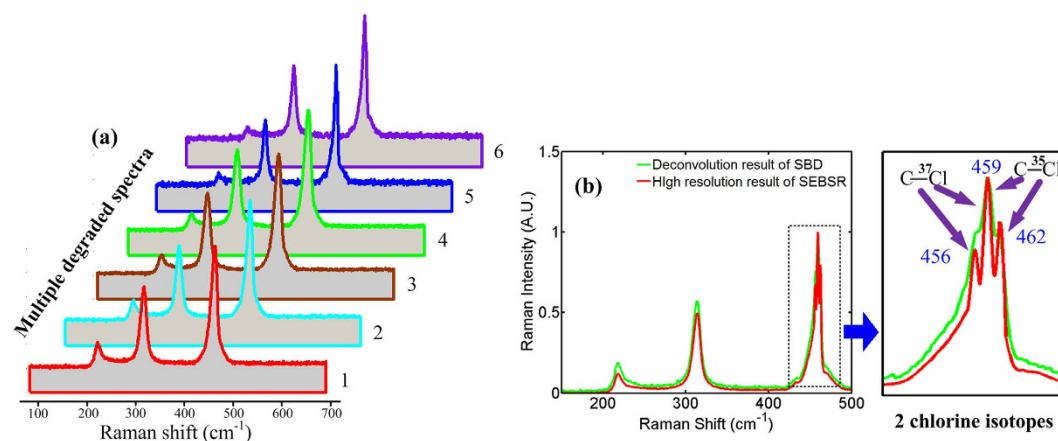 (a)
Multiple degraded spectra
6
5
4
3
2
1
100 200 300 400 500 600 700
Raman shift (cm⁻¹)
(b)
Deconvolution result of SBD
HIgh resolution result of SEBSR
1.5
1
0.5
0
Raman Intensity (A.U.)
200 300 400 500
Raman Shift (cm⁻¹)
C—³⁷Cl
459
C—³⁵Cl
456
462
2 chlorine isotopes